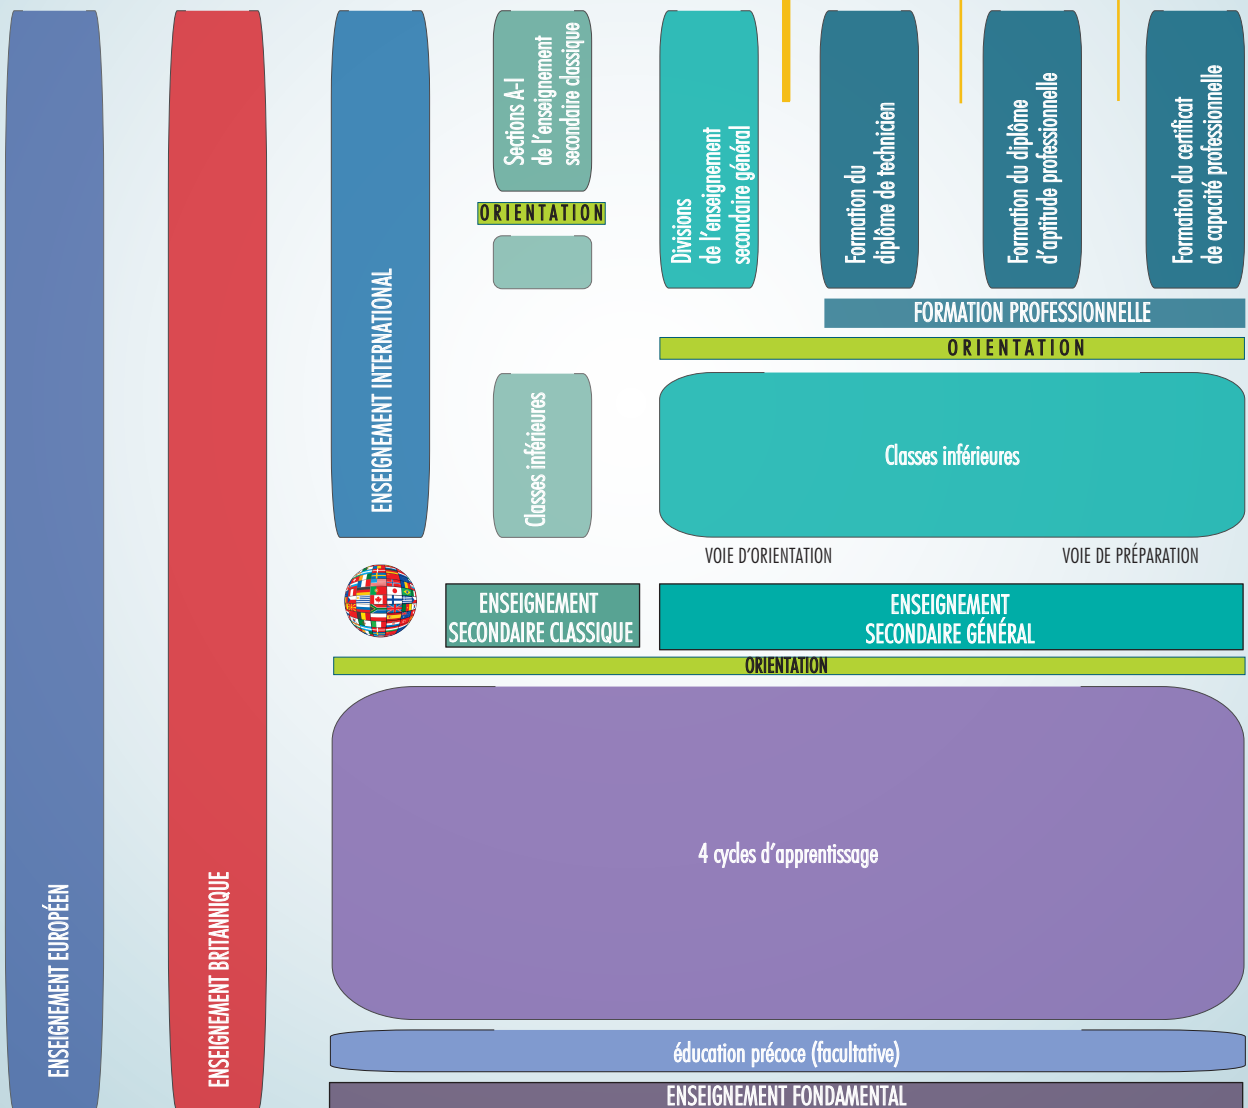 ENSEIGNEMENT EUROPÉEN
ENSEIGNEMENT BRITANNIQUE
ENSEIGNEMENT INTERNATIONAL
Sections A-I
de l'enseignement
secondaire classique
ORIENTATION
Classes inférieures
Divisions
de l'enseignement
secondaire général
Formation du
diplôme de technicien
Formation du diplôme
d'aptitude professionnelle
Formation du certificat
de capacité professionnelle
FORMATION PROFESSIONNELLE
ORIENTATION
Classes inférieures
VOIE D'ORIENTATION
VOIE DE PRÉPARATION
ENSEIGNEMENT
SECONDAIRE CLASSIQUE
ENSEIGNEMENT
SECONDAIRE GÉNÉRAL
ORIENTATION
4 cycles d'apprentissage
éducation précoce (facultative)
ENSEIGNEMENT FONDAMENTAL